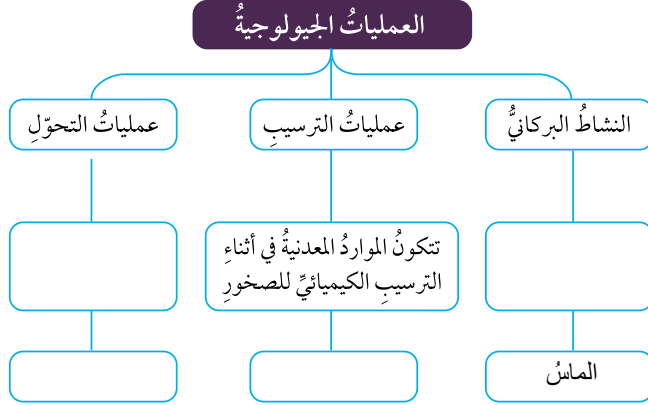 العملياتُ الجيولوجيةُ
النشاطُ البركانيُّ
عملياتُ الترسيبِ
عملياتُ التحوّلِ
تتكونُ المواردُ المعدنيةُ في أثناءِ
الترسيبِ الكيميائيِّ للصخورِ
الماسُ